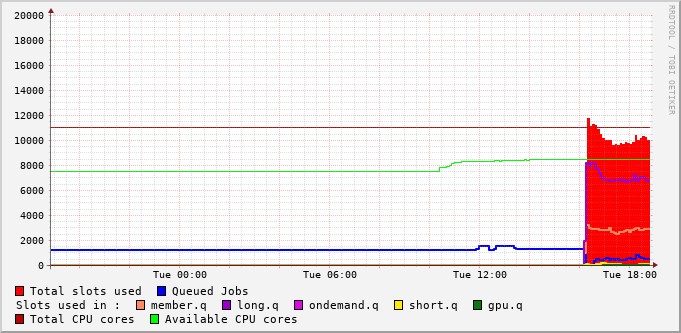 20000
18000
16000
14000
12000
10000
8000
6000
4000
2000
0
Tue 00:00 Tue 06:00 Tue 12:00 Tue 18:00
Total slots used Queued Jobs
Slots used in : member.q long.q ondemand.q short.q gpu.q
Total CPU cores Available CPU cores
RRDTOOL / TOBI OETIKER